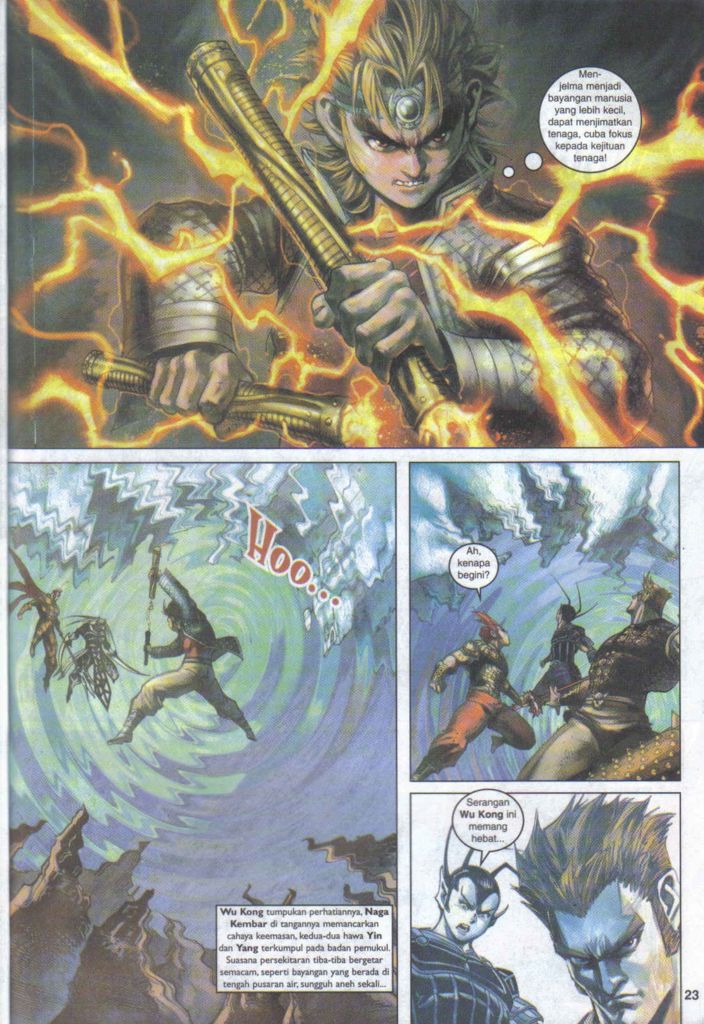 Men-
jelma menjadi
bayangan manusia
yang lebih kecil,
dapat menjimatkan
tenaga, cuba fokus
kepada kejituan
tenaga!
HOO...
Wu Kong tumpukan perhatiannya, Naga
Kembar di tangannya memancarkan
cahaya keemasan, kedua-dua hawa Yin
dan Yang terkumpul pada badan pemukul.
Suasana persekitaran tiba-tiba bergetar
semacam, seperti bayangan yang berada di
tengah pusaran air, sungguh aneh sekali...
Ah,
kenapa
begini?
Serangan
Wu Kong ini
memang
hebat...
23